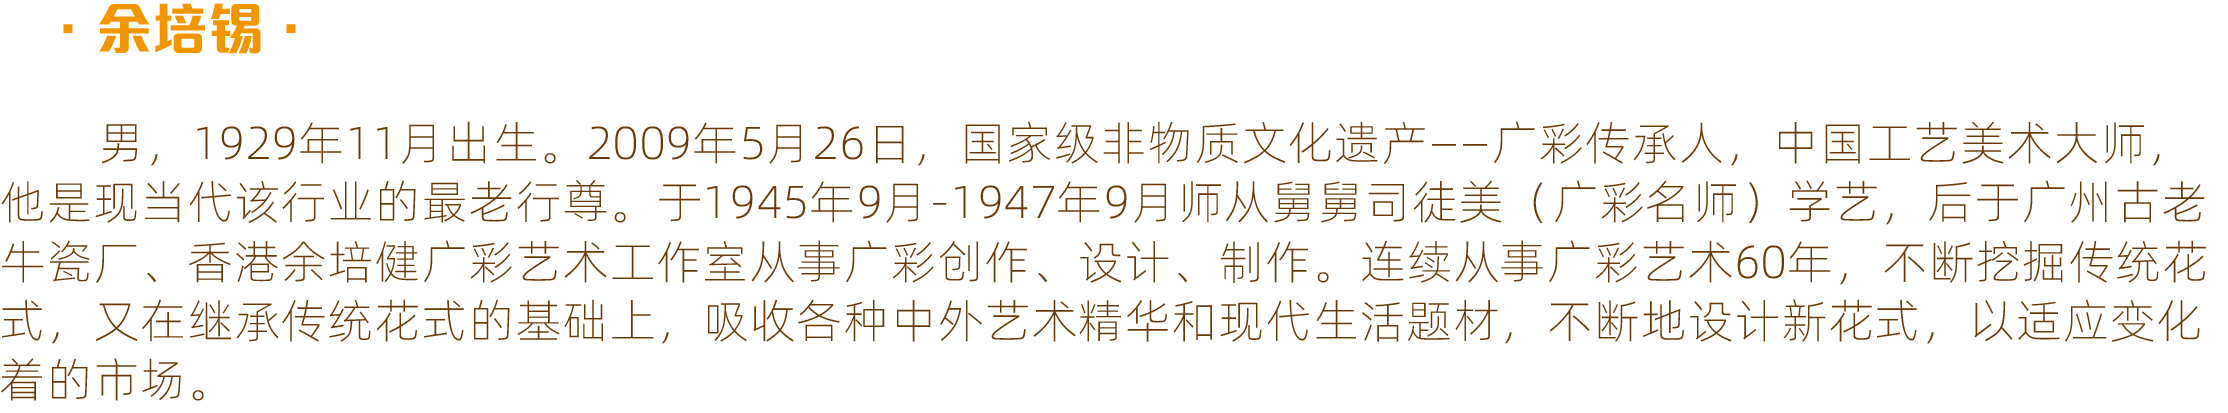 · 余培锡 ·
男，1929年11月出生。2009年5月26日，国家级非物质文化遗产--广彩传承人，中国工艺美术大师，
他是现当代该行业的最老行尊。于1945年9月-1947年9月师从舅舅司徒美（广彩名师）学艺，后于广州古老
牛瓷厂、香港余培健广彩艺术工作室从事广彩创作、设计、制作。连续从事广彩艺术60年，不断挖掘传统花
式，又在继承传统花式的基础上，吸收各种中外艺术精华和现代生活题材，不断地设计新花式，以适应变化
着的市场。